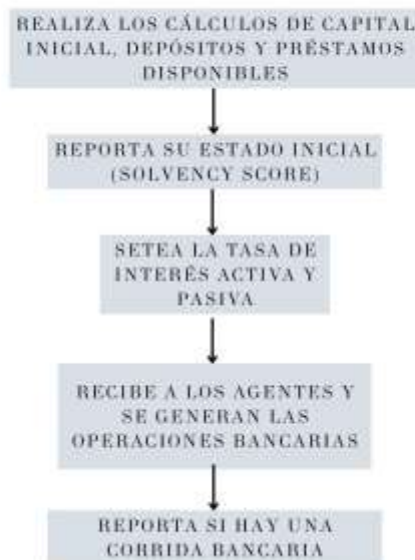 REALIZA LOS CÁLCULOS DE CAPITAL
INICIAL, DEPÓSITOS Y PRÉSTAMOS
DISPONIBLES
REPORTA SU ESTADO INICIAL
(SOLVENCY SCORE)
SETEA LA TASA DE
INTERÉS ACTIVA Y
PASIVA
RECIBE A LOS AGENTES Y
SE GENERAN LAS
OPERACIONES BANCARIAS
REPORTA SI HAY UNA
CORRIDA BANCARIA